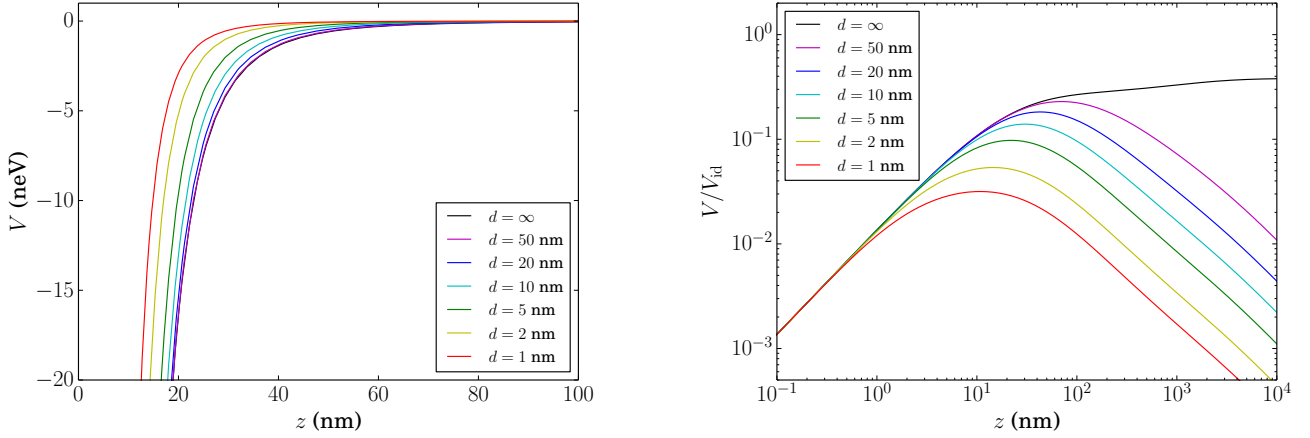 0
−5
−10
−15
−20
V (neV)
0 20 40 60 80 100
z (nm)
d = ∞
d = 50 nm
d = 20 nm
d = 10 nm
d = 5 nm
d = 2 nm
d = 1 nm
10⁰
10⁻¹
10⁻²
10⁻³
V/V_id
10⁻¹ 10⁰ 10¹ 10² 10³ 10⁴
z (nm)
d = ∞
d = 50 nm
d = 20 nm
d = 10 nm
d = 5 nm
d = 2 nm
d = 1 nm